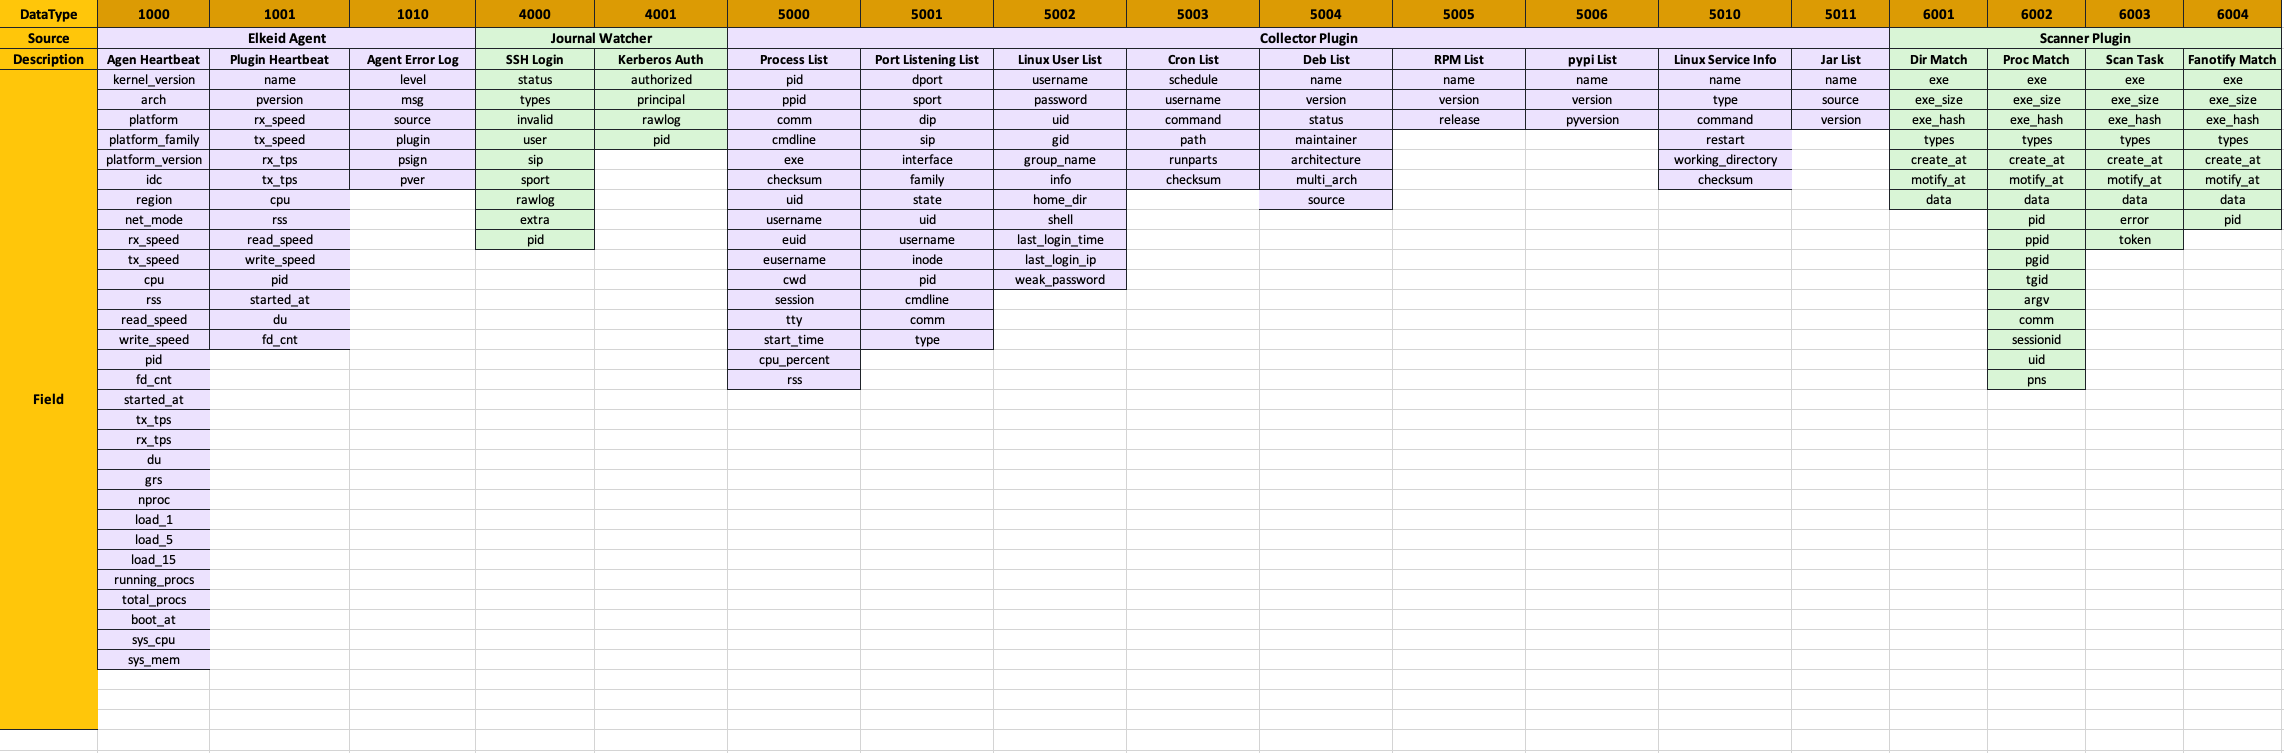 DataType 1000 1001 1010 4000 4001 5000 5001 5002 5003 5004 5005 5006 5010 5011 6001 6002 6003 6004
Source Elkeid Agent Journal Watcher Collector Plugin Scanner Plugin
Description Agen Heartbeat Plugin Heartbeat Agent Error Log SSH Login Kerberos Auth Process List Port Listening List Linux User List Cron List Deb List RPM List pypi List Linux Service Info Jar List Dir Match Proc Match Scan Task Fanotify Match
kernel_version name level status authorized pid dport username schedule name name name name name exe exe exe exe
arch pversion msg types principal ppid sport password username version version version type source exe_size exe_size exe_size exe_size
platform rx_speed source invalid rawlog comm dip uid command status release pyversion command version exe_hash exe_hash exe_hash exe_hash
platform_family tx_speed plugin user pid cmdline sip gid path maintainer restart types types types types
platform_version rx_tps psign sip exe interface group_name runparts architecture working_directory create_at create_at create_at create_at
idc tx_tps pver sport checksum family info checksum multi_arch checksum motify_at motify_at motify_at motify_at
region cpu rawlog uid state home_dir source data data data data
net_mode rss extra username uid shell pid error pid
rx_speed read_speed pid euid username last_login_time ppid token
tx_speed write_speed eusername inode last_login_ip pgid
cpu pid cwd pid weak_password tgid
rss started_at session cmdline argv
read_speed du tty comm comm
write_speed fd_cnt start_time type sessionid
pid cpu_percent uid
fd_cnt rss pns
Field started_at
tx_tps
rx_tps
du
grs
nproc
load_1
load_5
load_15
running_procs
total_procs
boot_at
sys_cpu
sys_mem